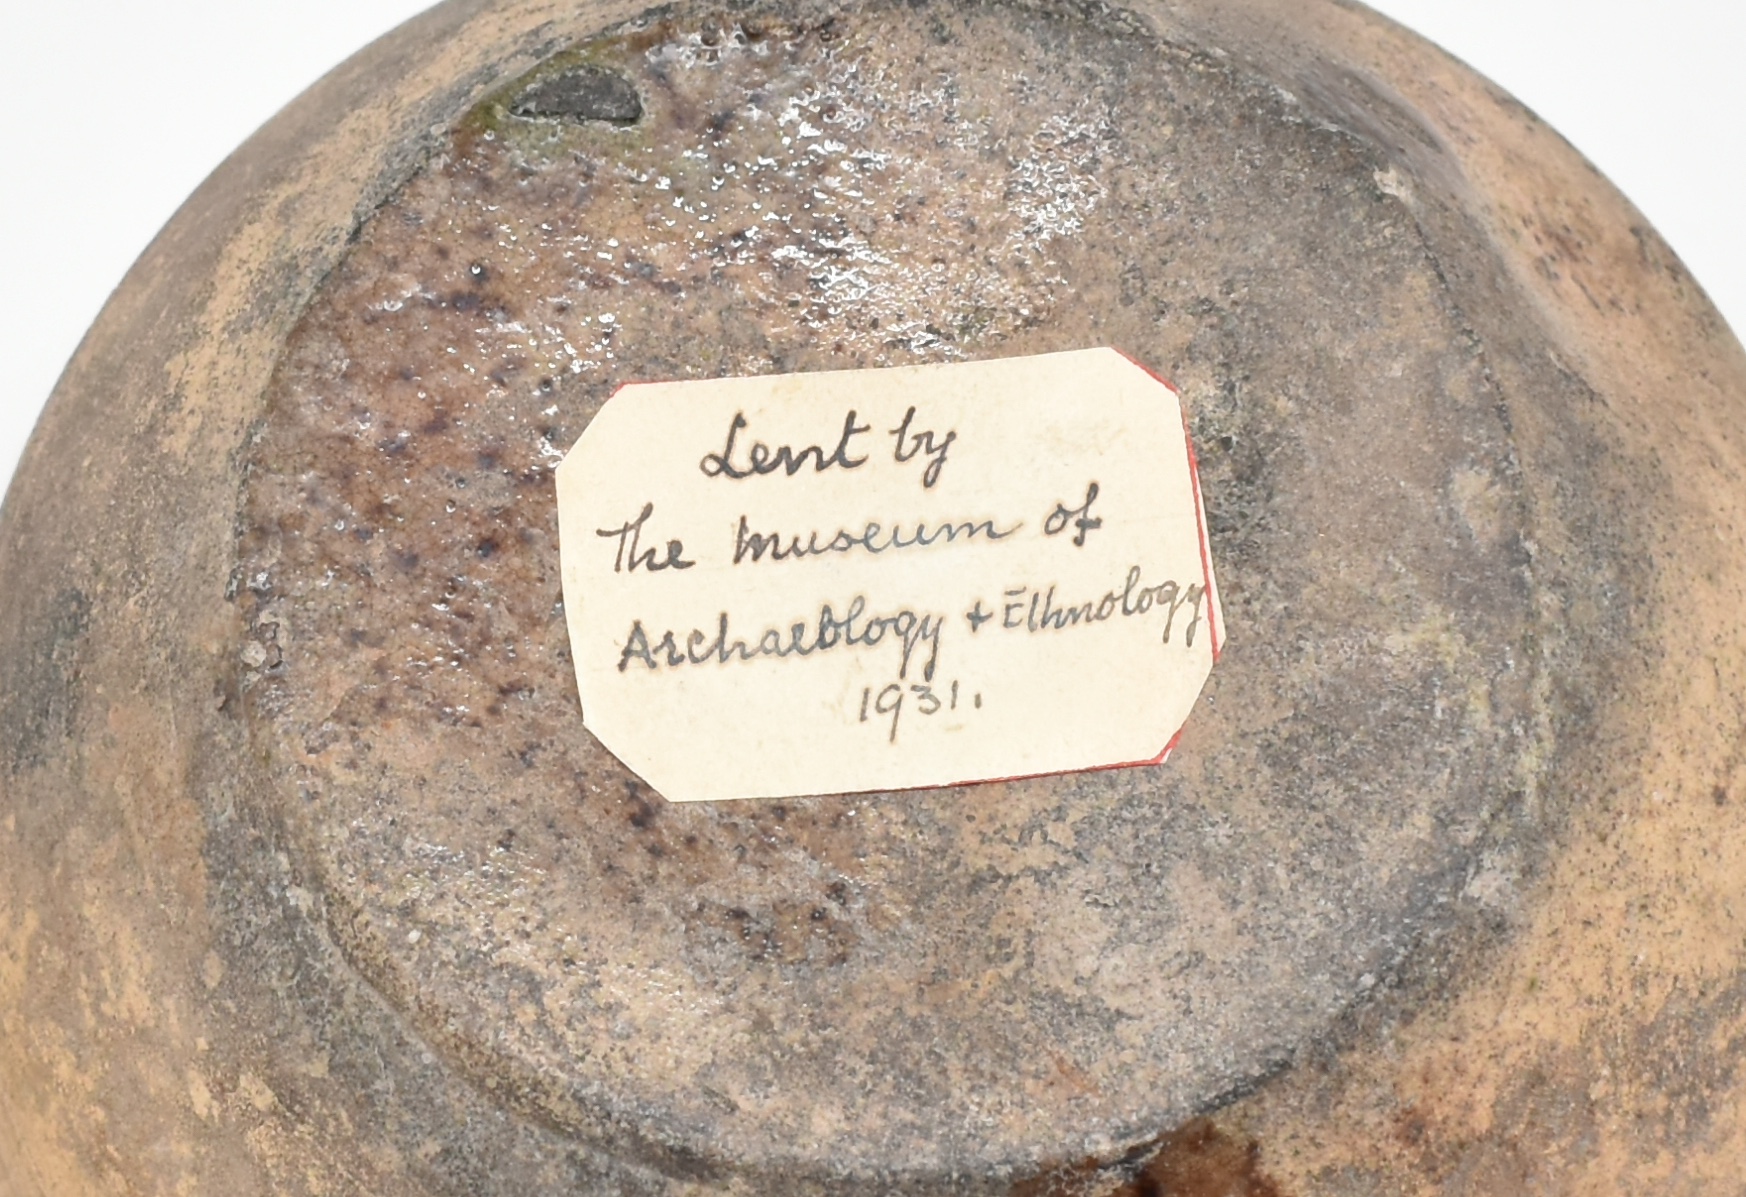 Lent by
The Museum of
Archaeology + Ethnology
1931.